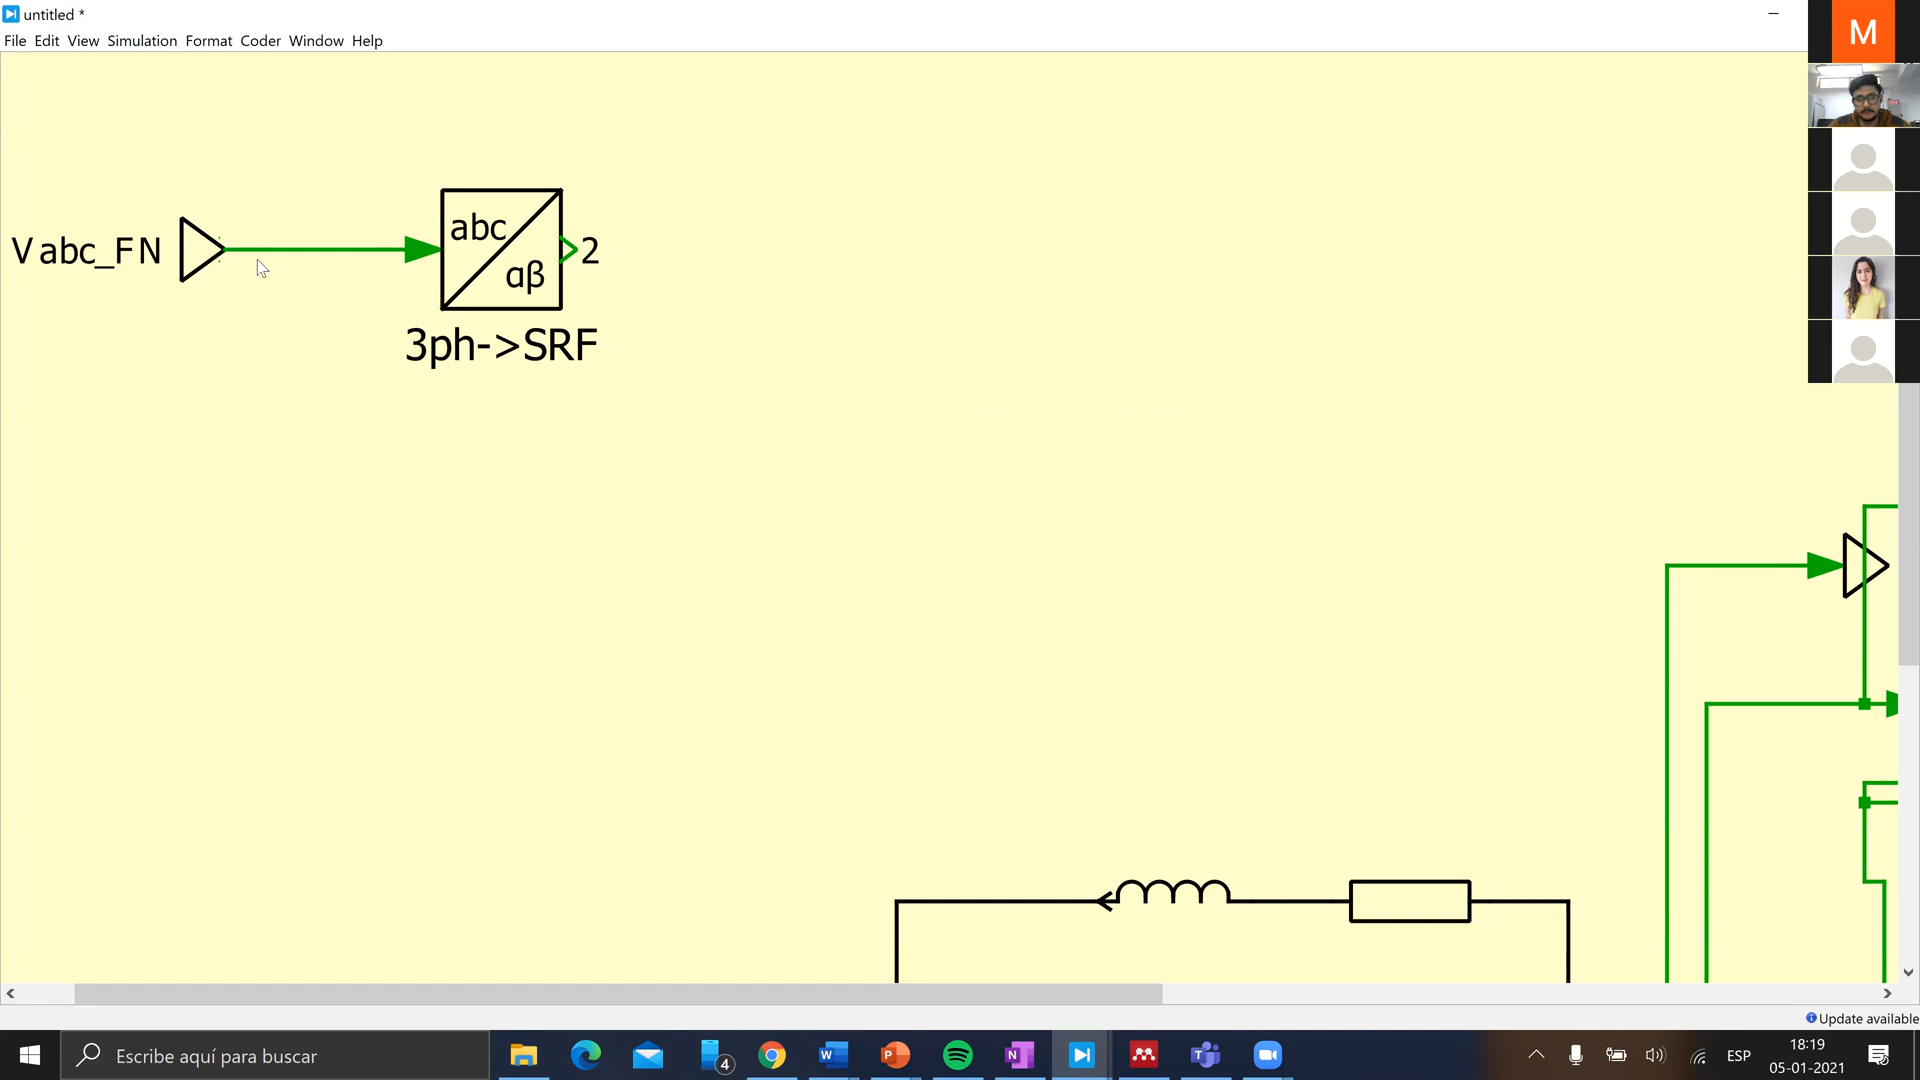 untitled *
File Edit View Simulation Format Coder Window Help
M
Vabc_FN
abc
αβ
2
3ph->SRF
Update available
Escribe aquí para buscar
4
ESP
18:19
05-01-2021